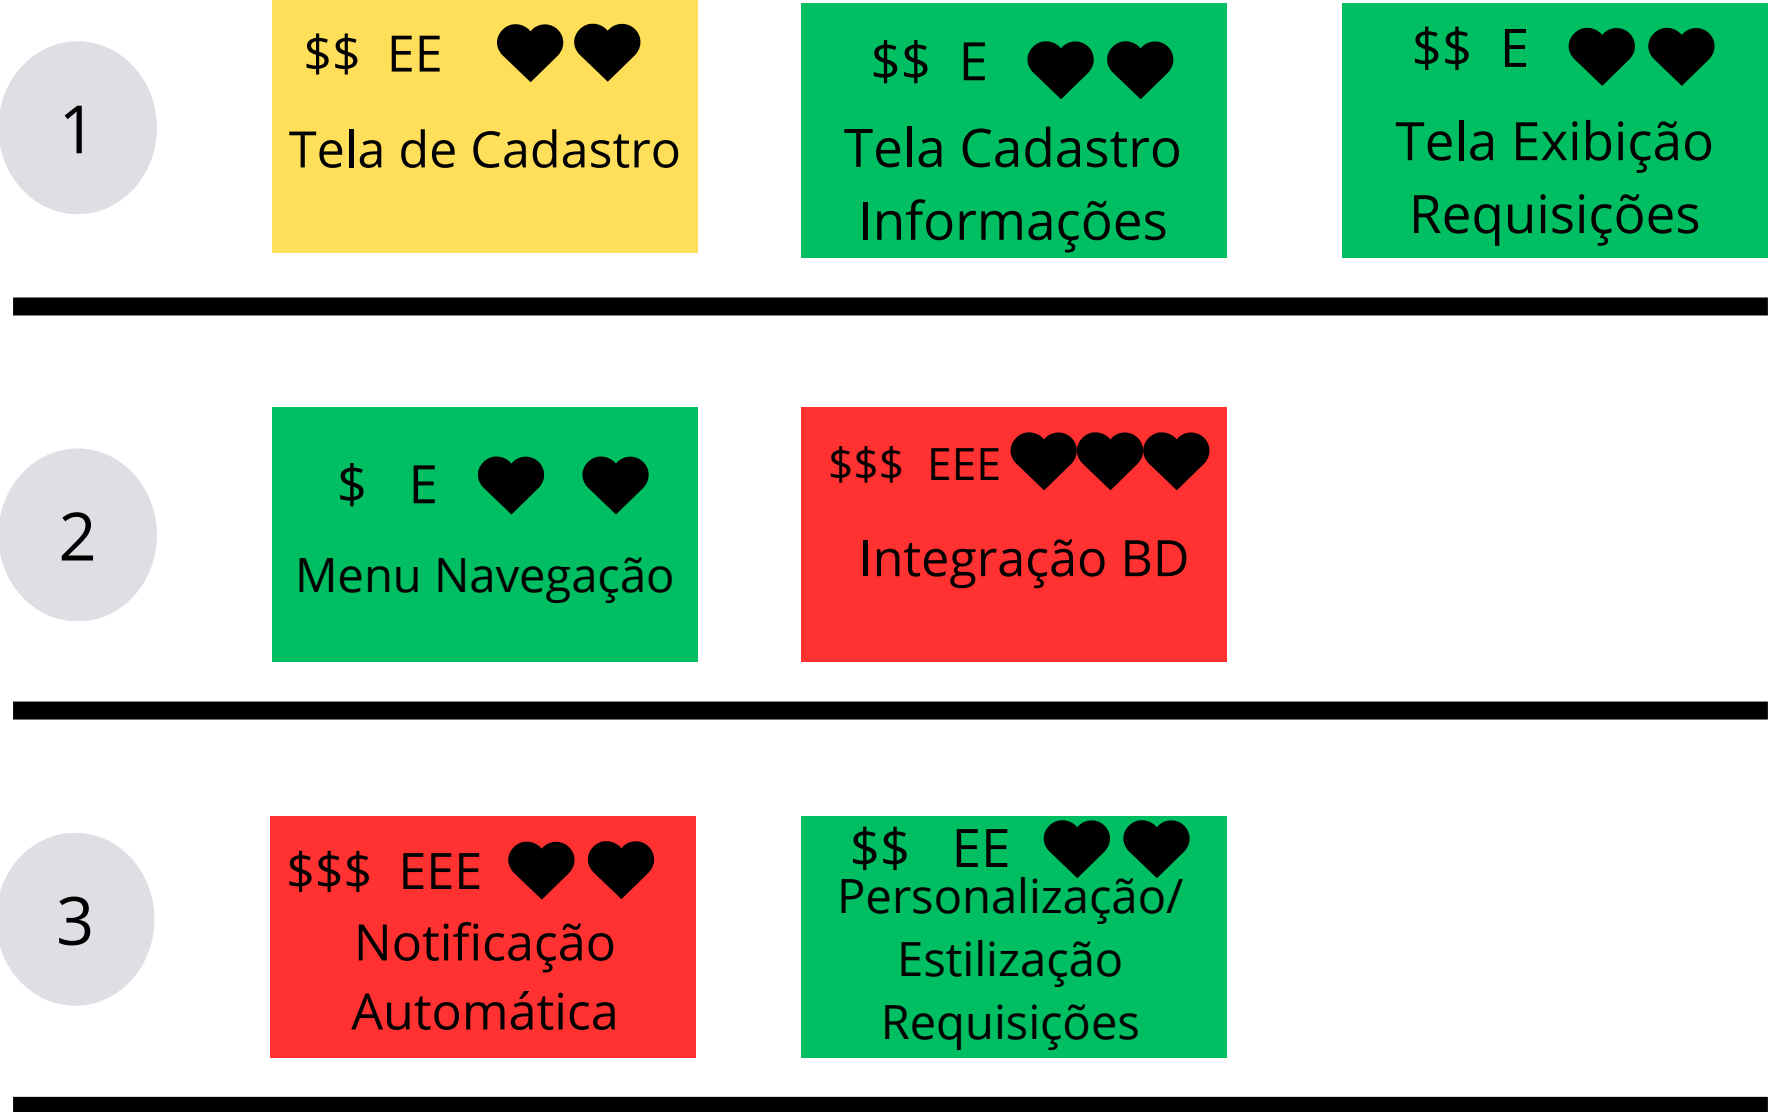 1
$$ EE
Tela de Cadastro
$$ E
Tela Cadastro
Informações
$$ E
Tela Exibição
Requisições
2
$ E
Menu Navegação
$$$ EEE
Integração BD
3
$$$ EEE
Notificação
Automática
$$ EE
Personalização/
Estilização
Requisições